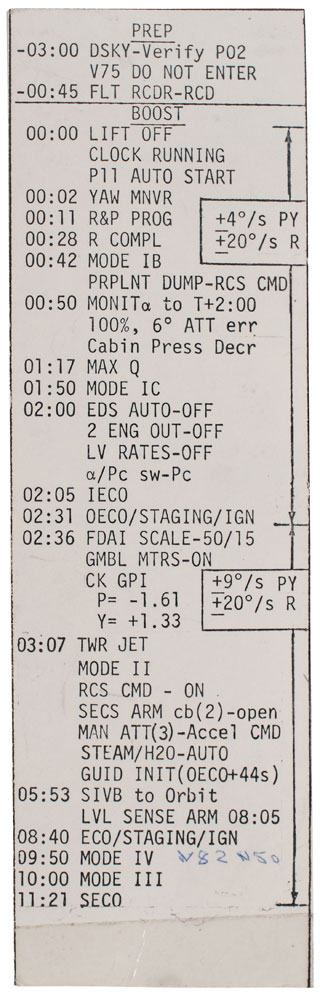 PREP
-03:00 DSKY-Verify P02
V75 DO NOT ENTER
-00:45 FLT RCDR-RCD
BOOST
00:00 LIFT OFF
CLOCK RUNNING
P11 AUTO START
00:02 YAW MNVR
00:11 R&P PROG
±4°/s PY
00:28 R COMPL
±20°/s R
00:42 MODE IB
PRPLNT DUMP-RCS CMD
00:50 MONITα to T+2:00
100%, 6° ATT err
Cabin Press Decr
01:17 MAX Q
01:50 MODE IC
02:00 EDS AUTO-OFF
2 ENG OUT-OFF
LV RATES-OFF
α/Pc sw-Pc
02:05 IECO
02:31 OECO/STAGING/IGN
02:36 FDAI SCALE-50/15
GMBL MTRS-ON
CK GPI
±9°/s PY
P= -1.61
±20°/s R
Y= +1.33
03:07 TWR JET
MODE II
RCS CMD - ON
SECS ARM cb(2)-open
MAN ATT(3)-Accel CMD
STEAM/H2O-AUTO
GUID INIT(OECO+44s)
05:53 SIVB to Orbit
LVL SENSE ARM 08:05
08:40 ECO/STAGING/IGN
09:50 MODE IV N82 N50
10:00 MODE III
11:21 SECO